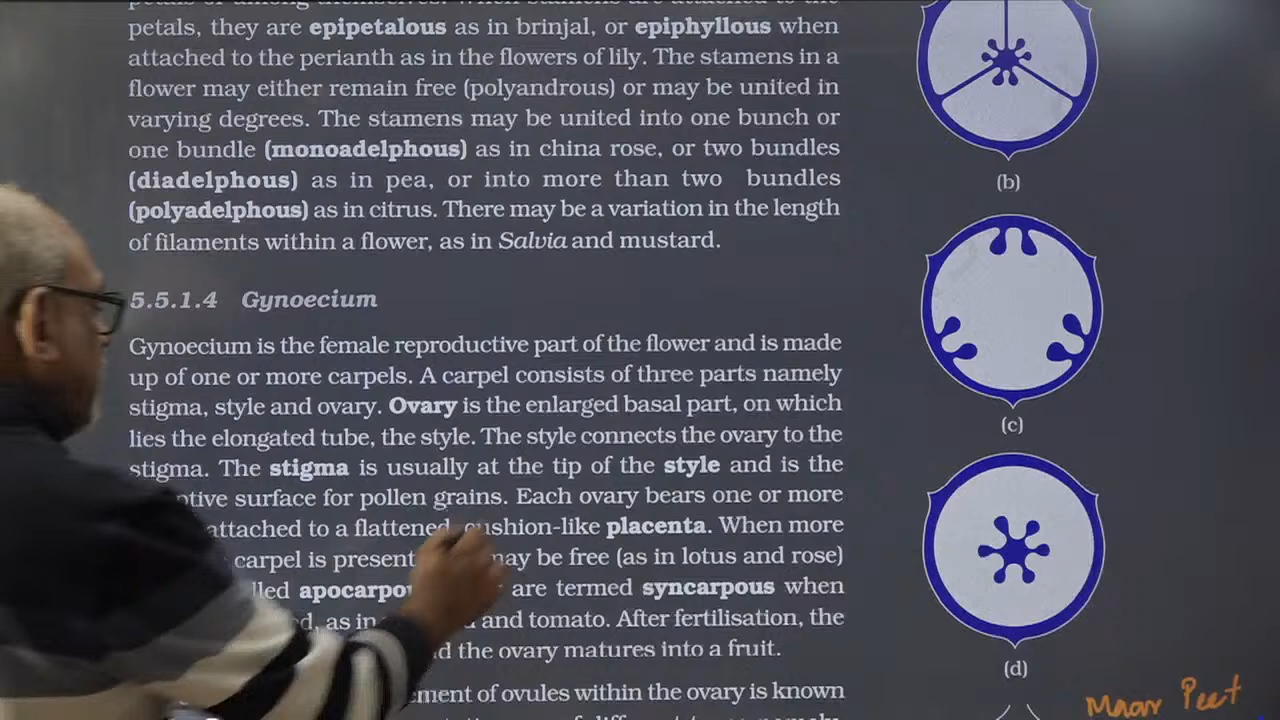 petals, they are epipetalous as in brinjal, or epiphyllous when
attached to the perianth as in the flowers of lily. The stamens in a
flower may either remain free (polyandrous) or may be united in
varying degrees. The stamens may be united into one bunch or
one bundle (monoadelphous) as in china rose, or two bundles
(diadelphous) as in pea, or into more than two bundles
(polyadelphous) as in citrus. There may be a variation in the length
of filaments within a flower, as in Salvia and mustard.
5.5.1.4 Gynoecium
Gynoecium is the female reproductive part of the flower and is made
up of one or more carpels. A carpel consists of three parts namely
stigma, style and ovary. Ovary is the enlarged basal part, on which
lies the elongated tube, the style. The style connects the ovary to the
stigma. The stigma is usually at the tip of the style and is the
surface for pollen grains. Each ovary bears one or more
attached to a flattened, cushion-like placenta. When more
carpel is present may be free (as in lotus and rose)
are termed syncarpous when
as in and tomato. After fertilisation, the
the ovary matures into a fruit.
of ovules within the ovary is known
(b)
(c)
(d)